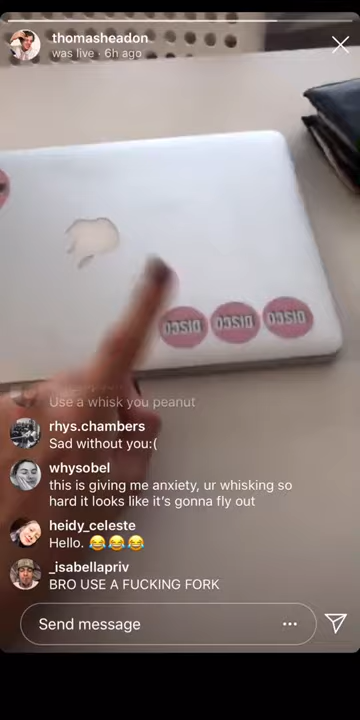 thomasheadon
was live · 6h ago
DISCO DISCO DISCO
Use a whisk you peanut
rhys.chambers
Sad without you:(
whysobel
this is giving me anxiety, ur whisking so
hard it looks like it's gonna fly out
heidy_celeste
Hello. 😂😂😂
_isabellapriv
BRO USE A FUCKING FORK
Send message